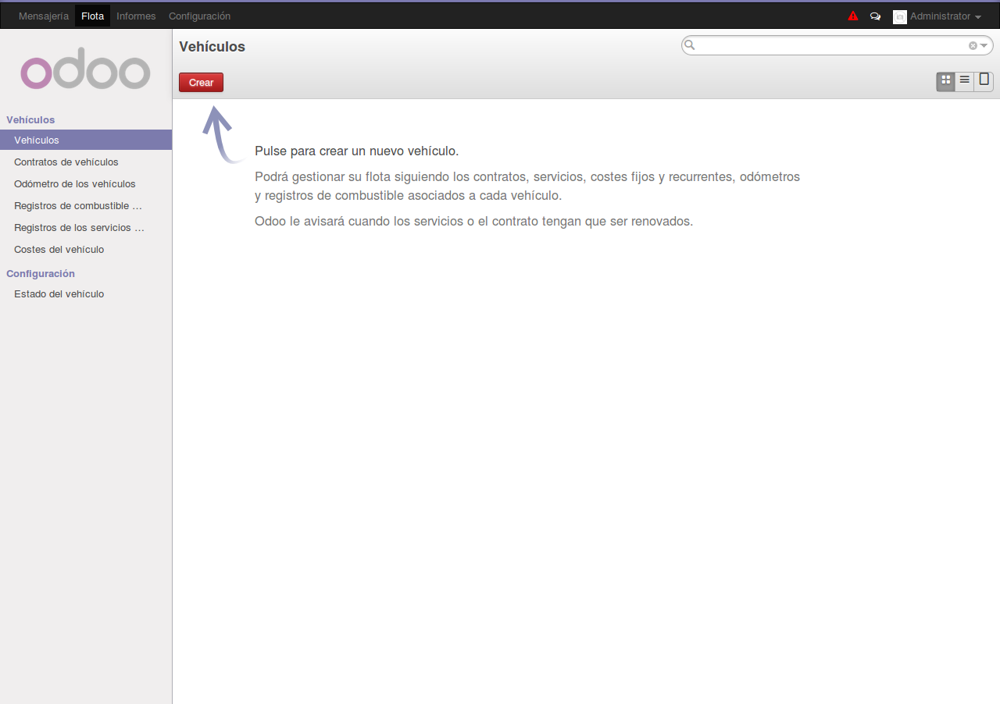 Mensajería Flota Informes Configuración Administrator
odoo
Vehículos
Crear
Vehículos
Vehículos
Contratos de vehículos
Odómetro de los vehículos
Registros de combustible ...
Registros de los servicios ...
Costes del vehículo
Configuración
Estado del vehículo
Pulse para crear un nuevo vehículo.
Podrá gestionar su flota siguiendo los contratos, servicios, costes fijos y recurrentes, odómetros
y registros de combustible asociados a cada vehículo.
Odoo le avisará cuando los servicios o el contrato tengan que ser renovados.